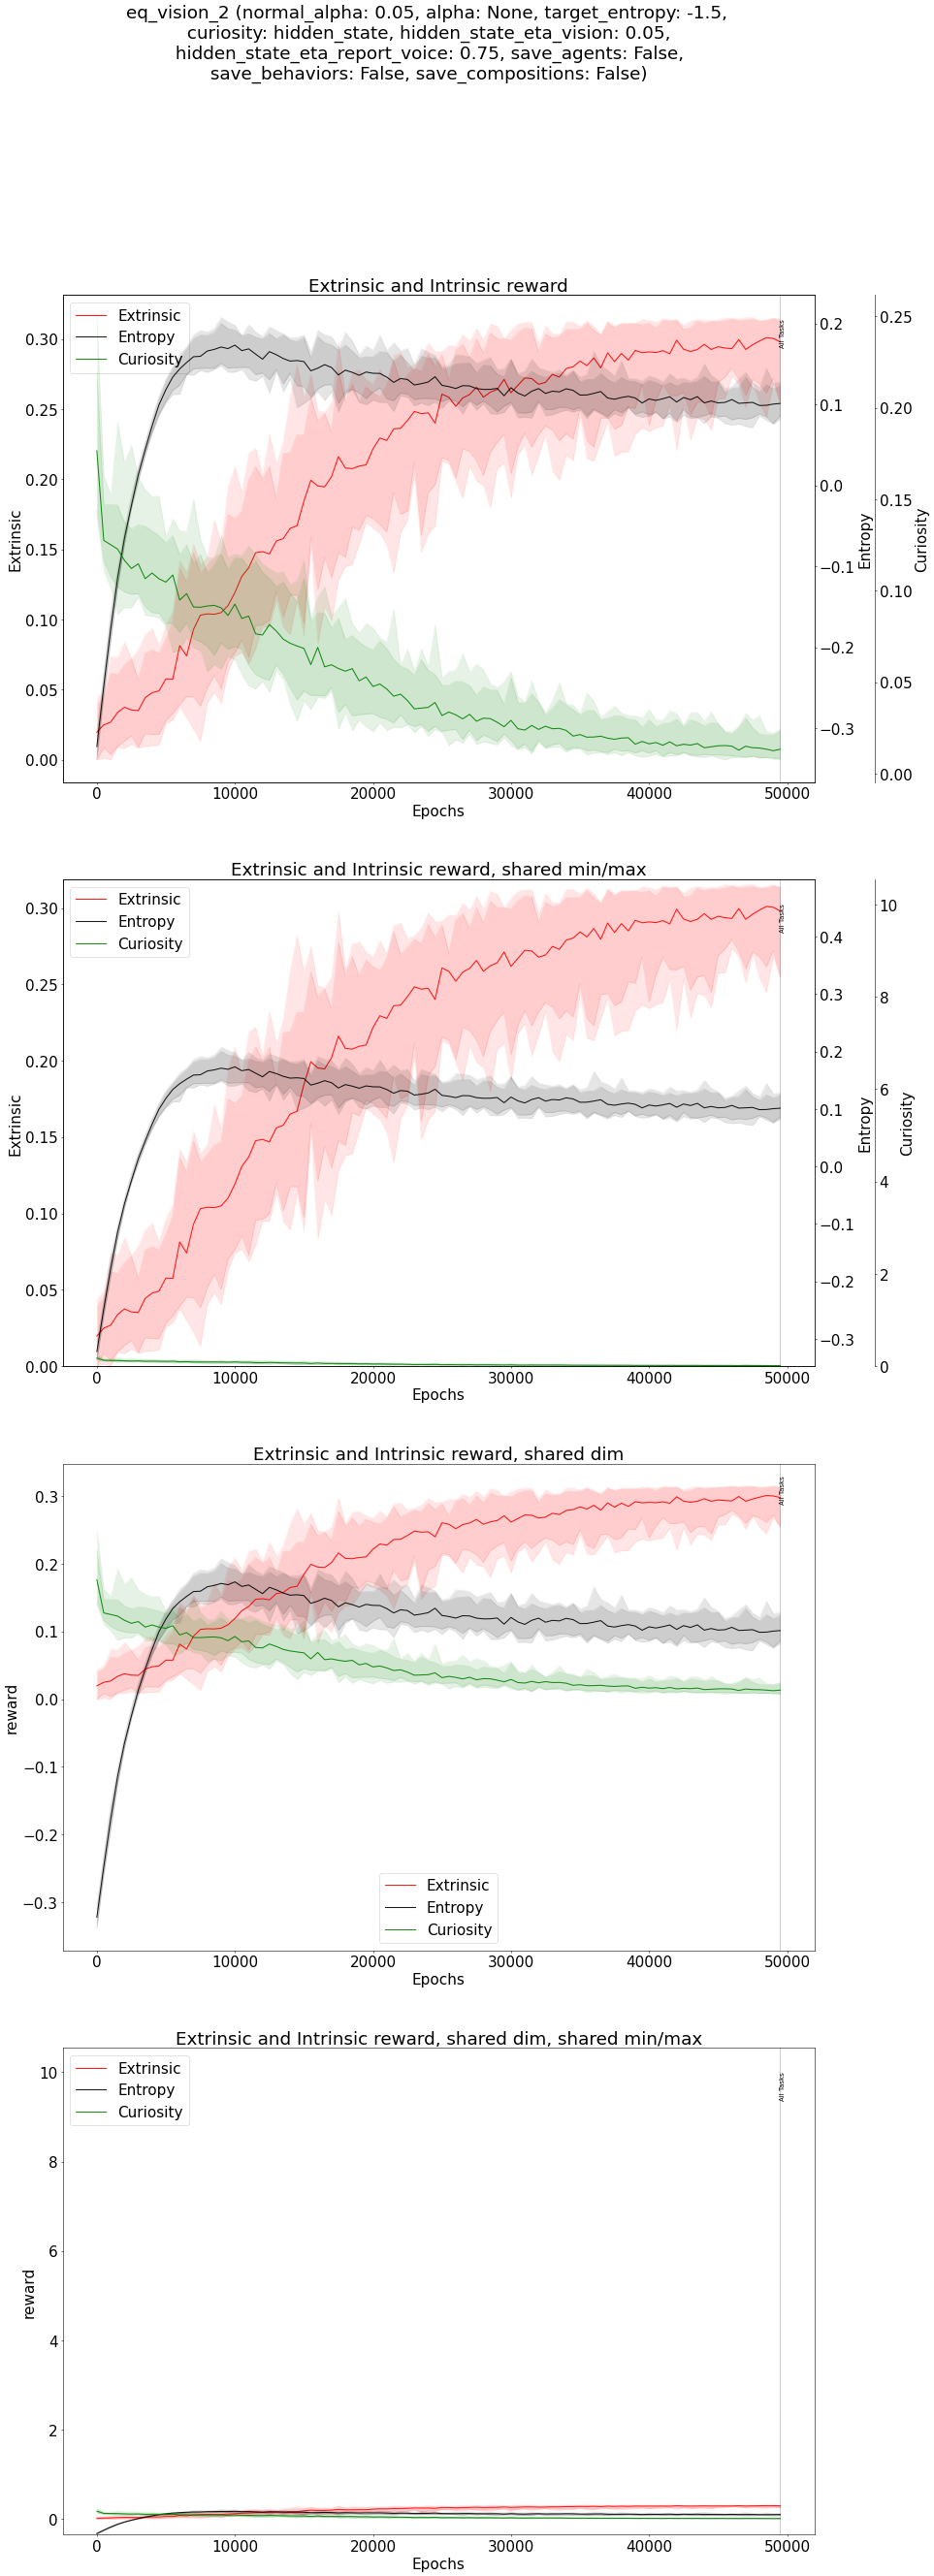 eq_vision_2 (normal_alpha: 0.05, alpha: None, target_entropy: -1.5,
curiosity: hidden_state, hidden_state_eta_vision: 0.05,
hidden_state_eta_report_voice: 0.75, save_agents: False,
save_behaviors: False, save_compositions: False)
Extrinsic and Intrinsic reward
Extrinsic
Entropy
Curiosity
All Tasks
0.30
0.25
0.20
0.15
0.10
0.05
0.00
Extrinsic
0.2
0.1
0.0
−0.1
−0.2
−0.3
Entropy
0.25
0.20
0.15
0.10
0.05
0.00
Curiosity
0 10000 20000 30000 40000 50000
Epochs
Extrinsic and Intrinsic reward, shared min/max
Extrinsic
Entropy
Curiosity
All Tasks
0.30
0.25
0.20
0.15
0.10
0.05
0.00
Extrinsic
0.4
0.3
0.2
0.1
0.0
−0.1
−0.2
−0.3
Entropy
10
8
6
4
2
0
Curiosity
0 10000 20000 30000 40000 50000
Epochs
Extrinsic and Intrinsic reward, shared dim
All Tasks
0.3
0.2
0.1
0.0
−0.1
−0.2
−0.3
reward
Extrinsic
Entropy
Curiosity
0 10000 20000 30000 40000 50000
Epochs
Extrinsic and Intrinsic reward, shared dim, shared min/max
Extrinsic
Entropy
Curiosity
All Tasks
10
8
6
4
2
0
reward
0 10000 20000 30000 40000 50000
Epochs